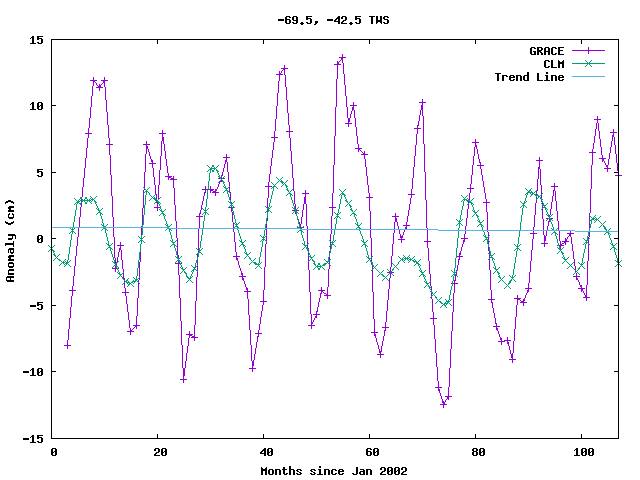 -69.5, -42.5 TWS
GRACE
CLM
Trend Line
15
10
5
0
-5
-10
-15
Anomaly (cm)
0 20 40 60 80 100
Months since Jan 2002